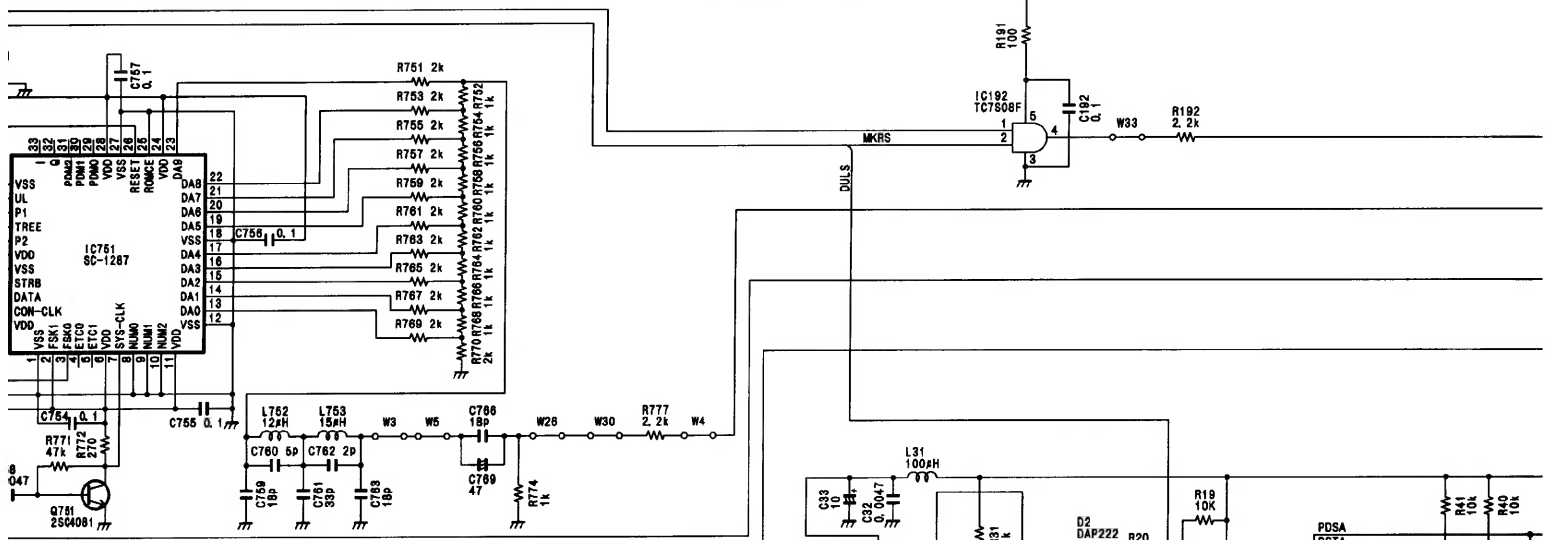 R191
100
IC192
TC7S08F
5
1
2
4
3
C192
0.1
W33
R192
2.2k
MKRS
DULS
C757
0.1
R751 2k
R753 2k
R755 2k
R757 2k
R759 2k
R761 2k
R763 2k
R765 2k
R767 2k
R769 2k
R752
1k
R754
1k
R756
1k
R758
1k
R760
1k
R762
1k
R764
1k
R766
1k
R768
1k
R770
2k
33
32
31
30
29
28
27
26
25
24
23
I
Q
PDM2
PDM1
PDM0
VDD
VSS
RESET
ROMCE
VDD
DA9
VSS
UL
P1
TREE
P2
VDD
VSS
STRB
DATA
CON-CLK
VDD
IC751
SC-1287
DA8 22
DA7 21
DA6 20
DA5 19
VSS 18
DA4 17
DA3 16
DA2 15
DA1 14
DA0 13
VSS 12
C756 0.1
VSS
FSK1
FSK0
ETC0
ETC1
VDD
SYS-CLK
NUM0
NUM1
NUM2
VDD
1
2
3
4
5
6
7
8
9
10
11
C754 0.1
C755 0.1
R771
47k
R772
270
047
Q751
2SC4081
L752
12μH
L753
15μH
W3
W5
C766
18p
W26
W30
R777
2.2k
W4
C760 5p
C762 2p
C769
47
C759
18p
C761
33p
C763
18p
R774
1k
L31
100μH
C33
10
C32
0.0047
R31
1k
D2
DAP222
R20
R19
10K
PDSA
R41
10k
R40
10k